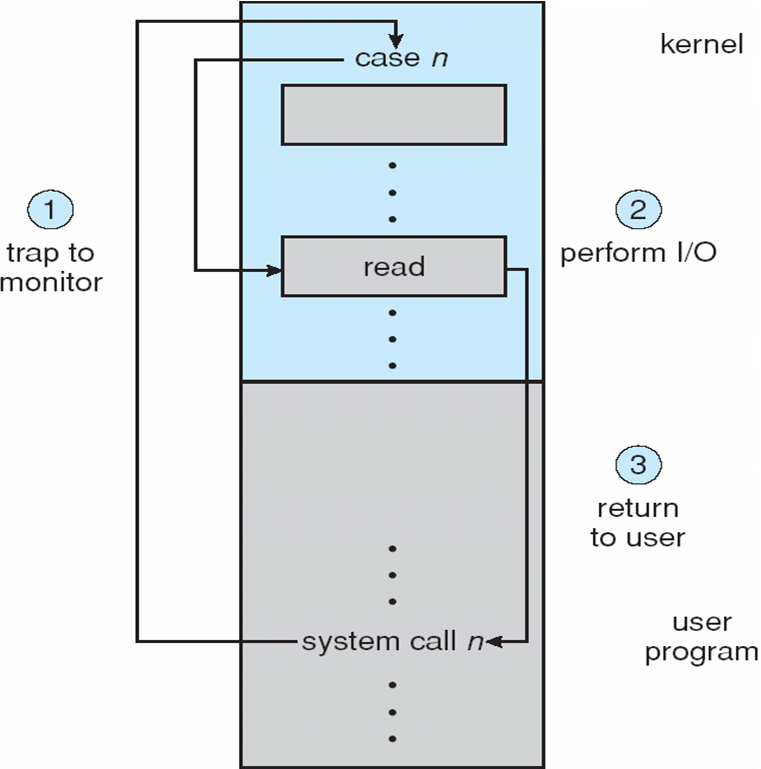 case n
kernel
1
trap to
monitor
2
perform I/O
read
3
return
to user
system call n
user
program